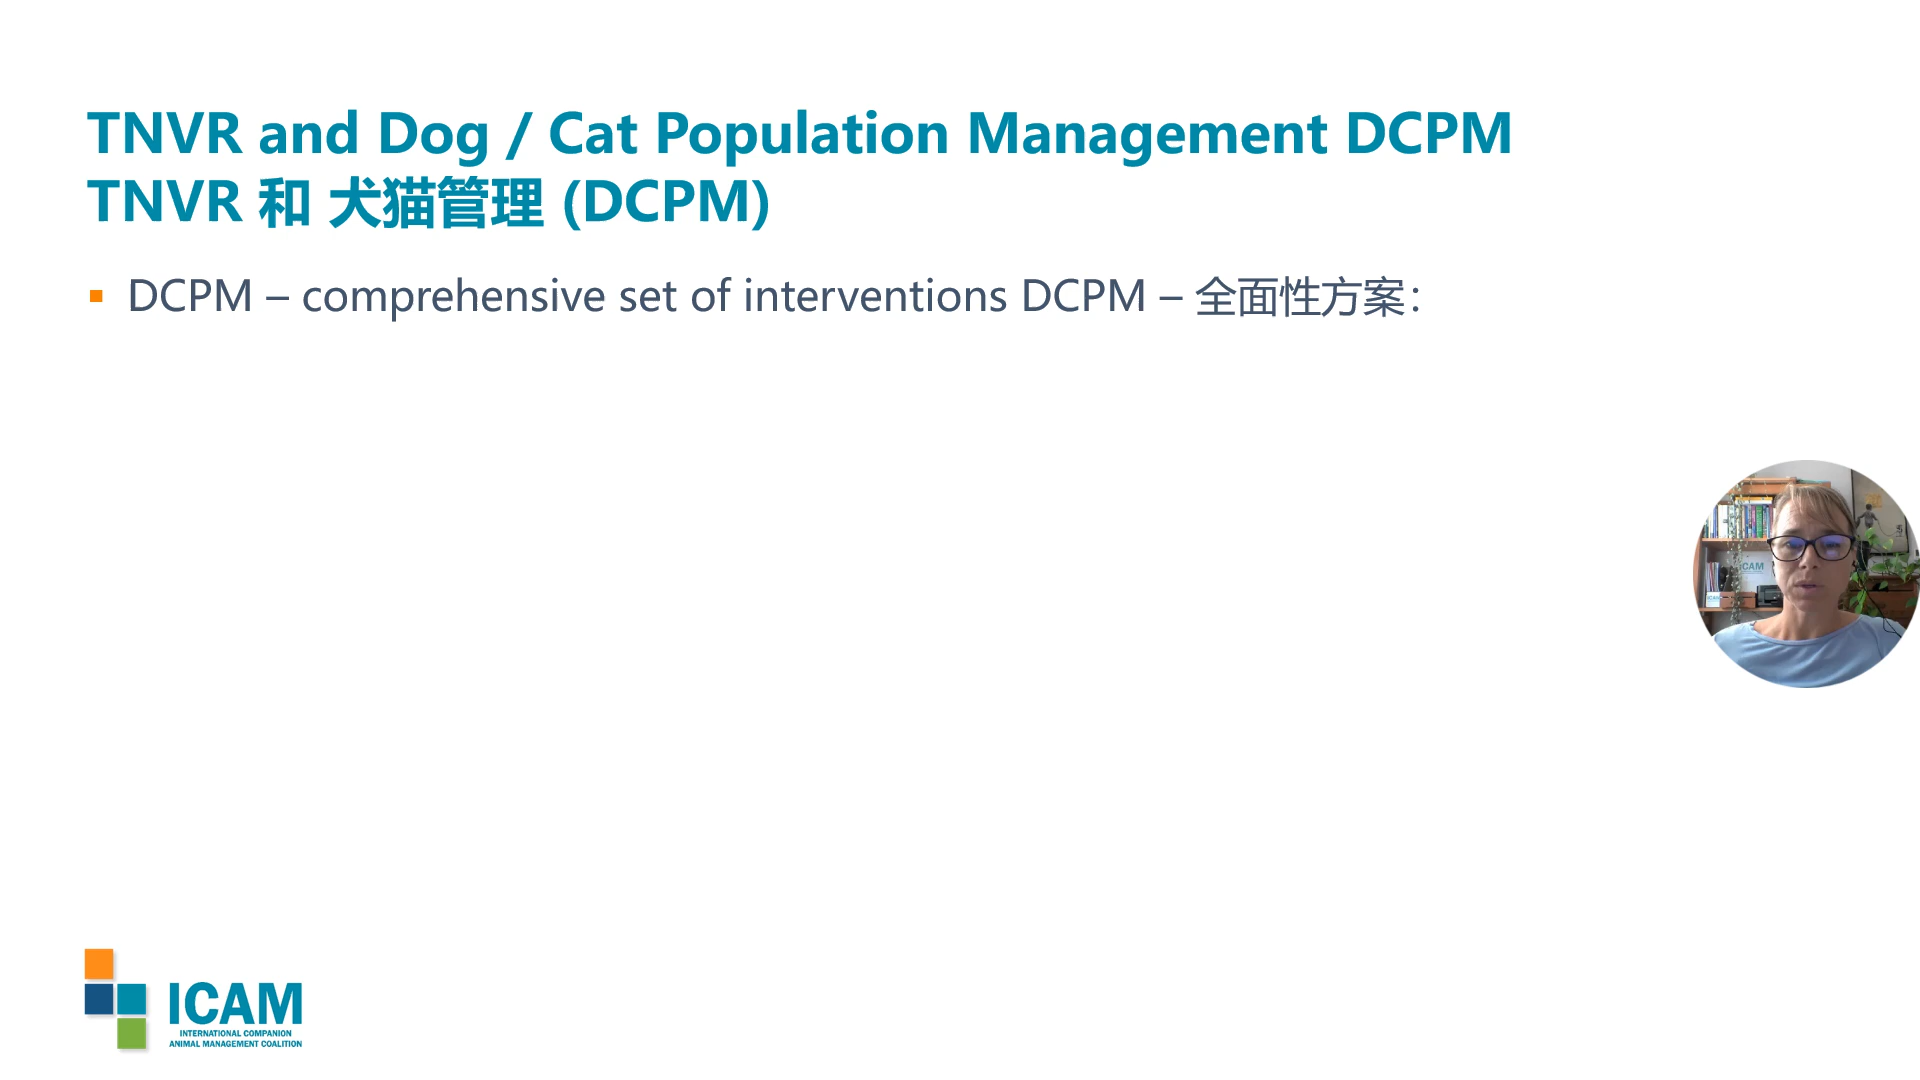 TNVR and Dog / Cat Population Management DCPM
TNVR 和 犬猫管理 (DCPM)
▪ DCPM – comprehensive set of interventions DCPM – 全面性方案：
ICAM
ICAM
INTERNATIONAL COMPANION
ANIMAL MANAGEMENT COALITION